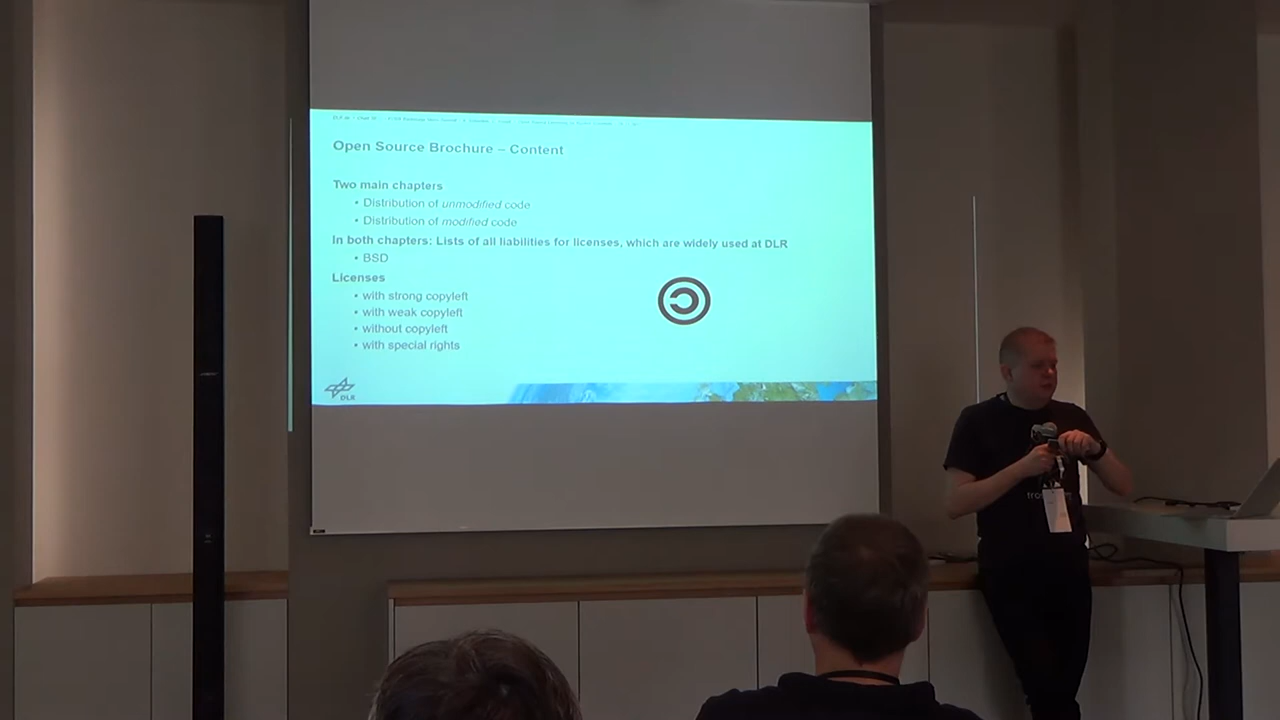 Open Source Brochure – Content
Two main chapters
• Distribution of unmodified code
• Distribution of modified code
In both chapters: Lists of all liabilities for licenses, which are widely used at DLR
• BSD
Licenses
• with strong copyleft
• with weak copyleft
• without copyleft
• with special rights
DLR